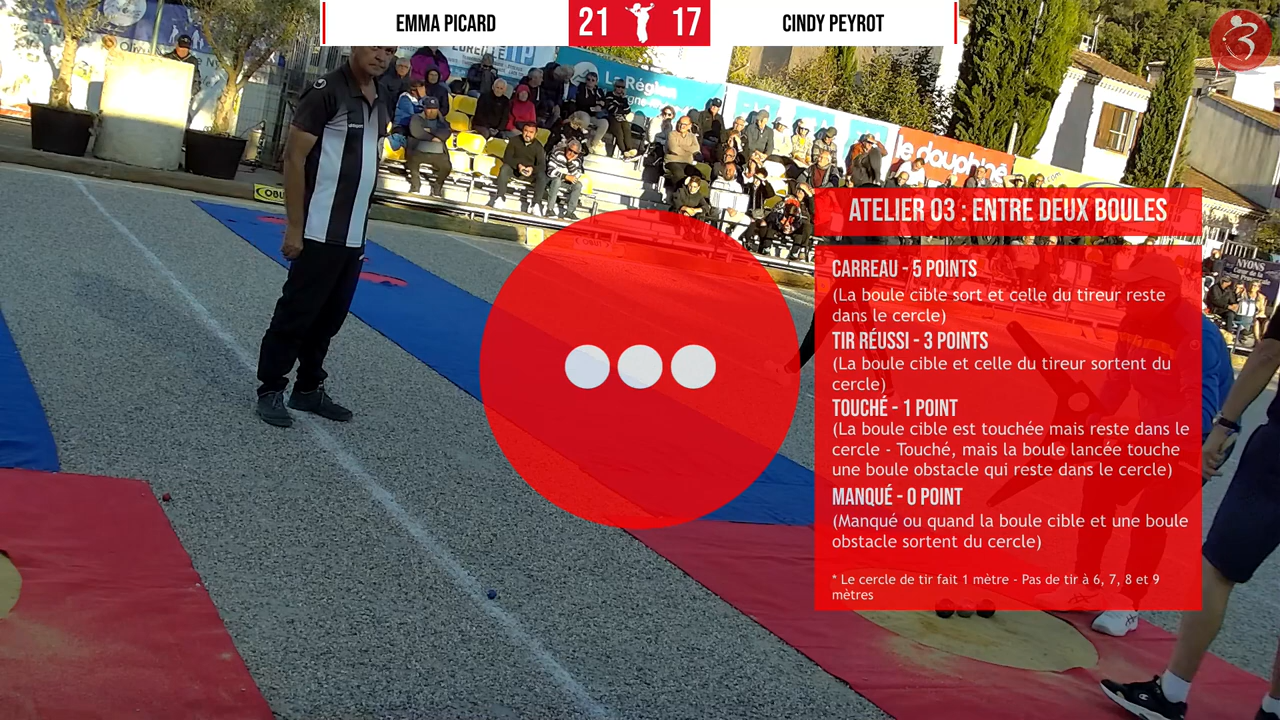 EMMA PICARD
21
17
CINDY PEYROT
3
La Région
le dauphiné
.com
NYONS
OBUT
ATELIER 03 : ENTRE DEUX BOULES
CARREAU - 5 POINTS
(La boule cible sort et celle du tireur reste
dans le cercle)
TIR RÉUSSI - 3 POINTS
(La boule cible et celle du tireur sortent du
cercle)
TOUCHÉ - 1 POINT
(La boule cible est touchée mais reste dans le
cercle - Touché, mais la boule lancée touche
une boule obstacle qui reste dans le cercle)
MANQUÉ - 0 POINT
(Manqué ou quand la boule cible et une boule
obstacle sortent du cercle)
* Le cercle de tir fait 1 mètre - Pas de tir à 6, 7, 8 et 9
mètres